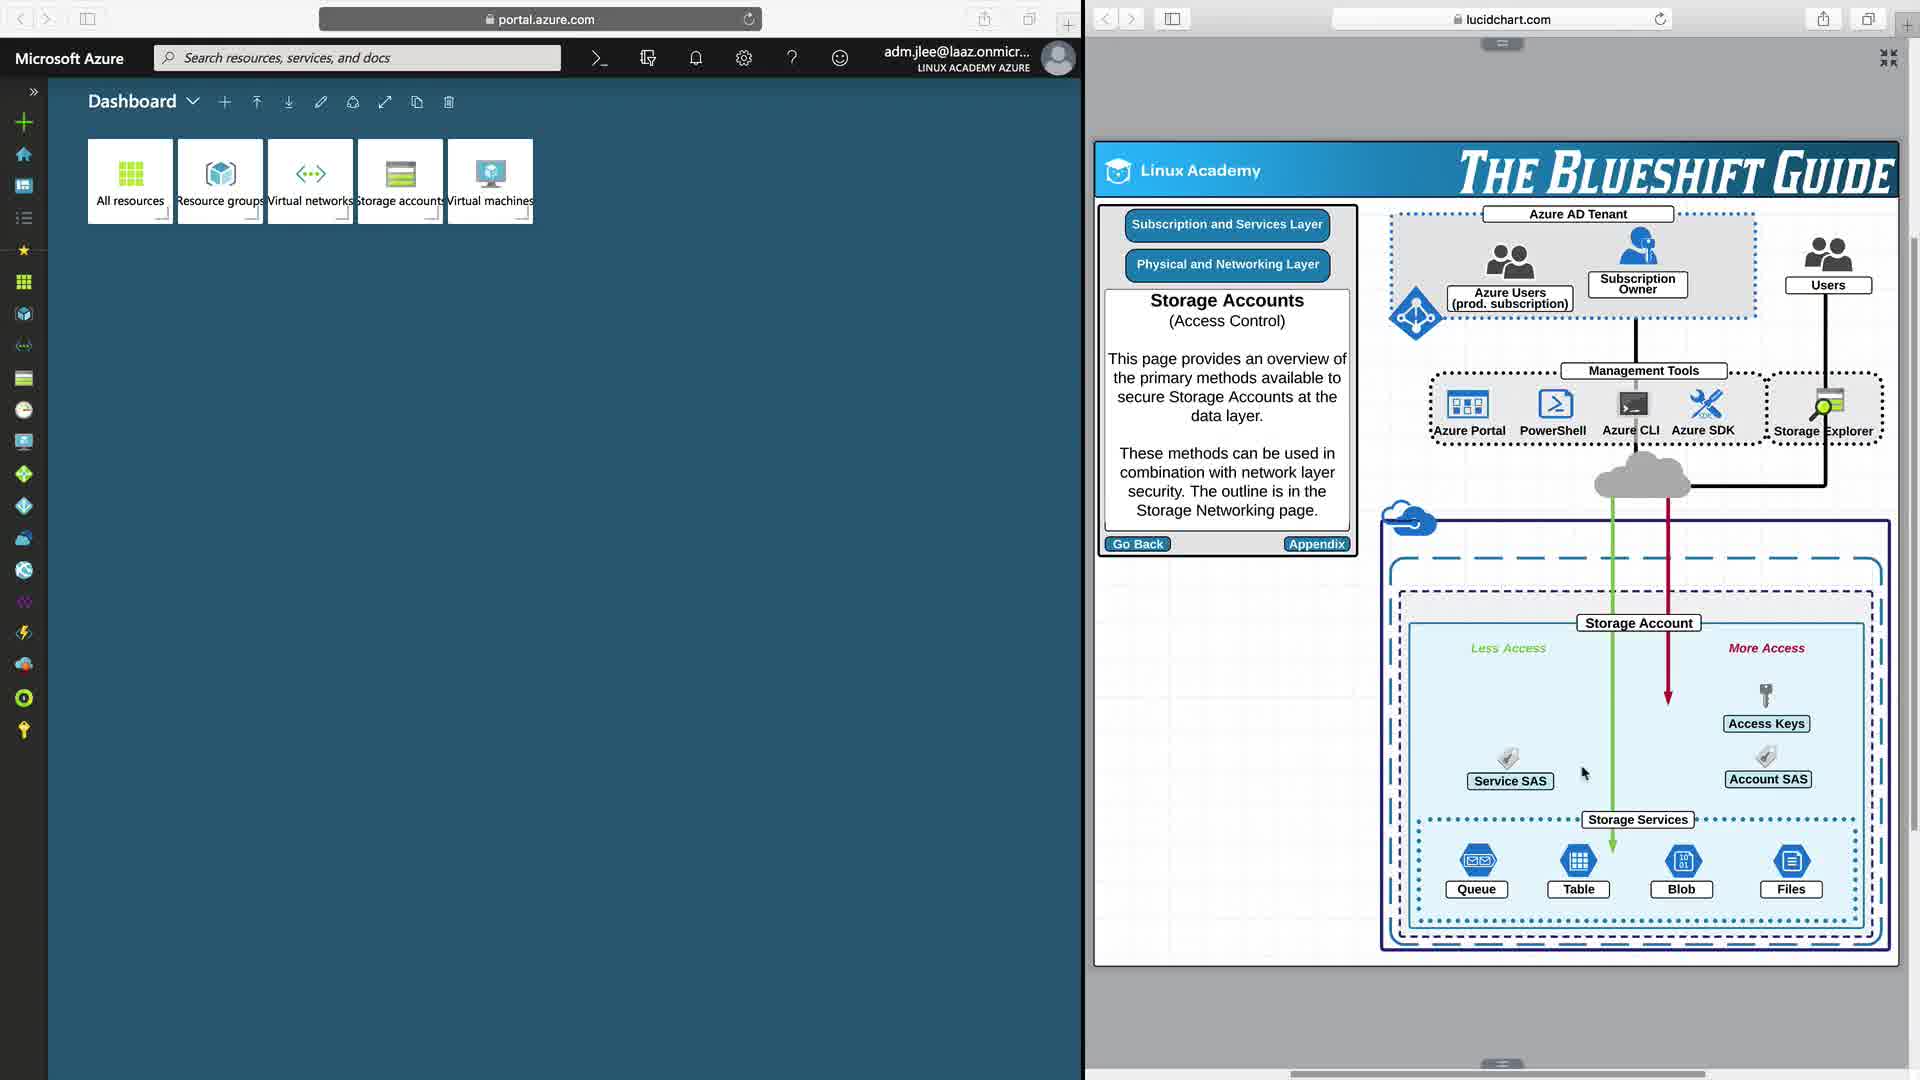 portal.azure.com
lucidchart.com
Microsoft Azure
Search resources, services, and docs
adm.jlee@laaz.onmicr...
LINUX ACADEMY AZURE
Dashboard
All resources
Resource groups
Virtual networks
Storage accounts
Virtual machines
Linux Academy
THE BLUESHIFT GUIDE
Subscription and Services Layer
Physical and Networking Layer
Storage Accounts
(Access Control)
This page provides an overview of
the primary methods available to
secure Storage Accounts at the
data layer.
These methods can be used in
combination with network layer
security. The outline is in the
Storage Networking page.
Go Back
Appendix
Azure AD Tenant
Azure Users
(prod. subscription)
Subscription
Owner
Users
Management Tools
Azure Portal
PowerShell
Azure CLI
SDK
Azure SDK
Storage Explorer
Storage Account
Less Access
More Access
Access Keys
Service SAS
Account SAS
Storage Services
10
01
Queue
Table
Blob
Files